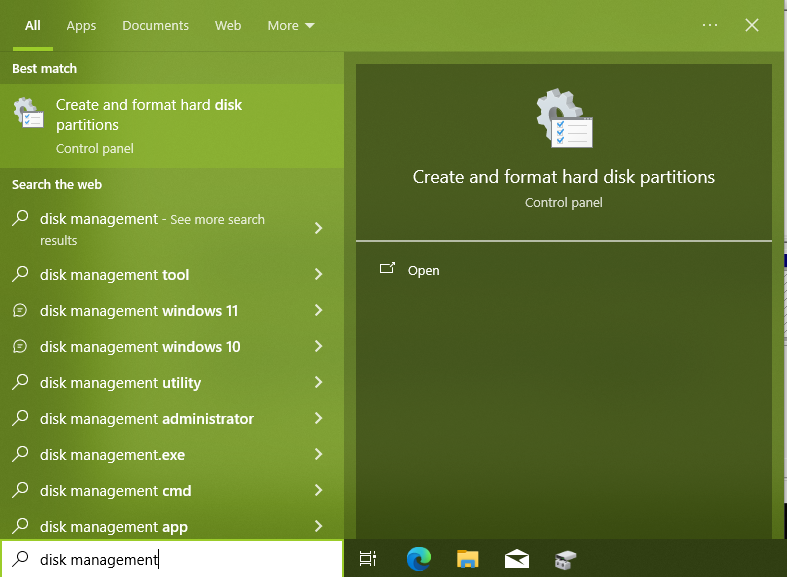 All Apps Documents Web More
Best match
Create and format hard disk
partitions
Control panel
Search the web
disk management - See more search
results
disk management tool
disk management windows 11
disk management windows 10
disk management utility
disk management administrator
disk management.exe
disk management cmd
disk management app
disk management
Create and format hard disk partitions
Control panel
Open